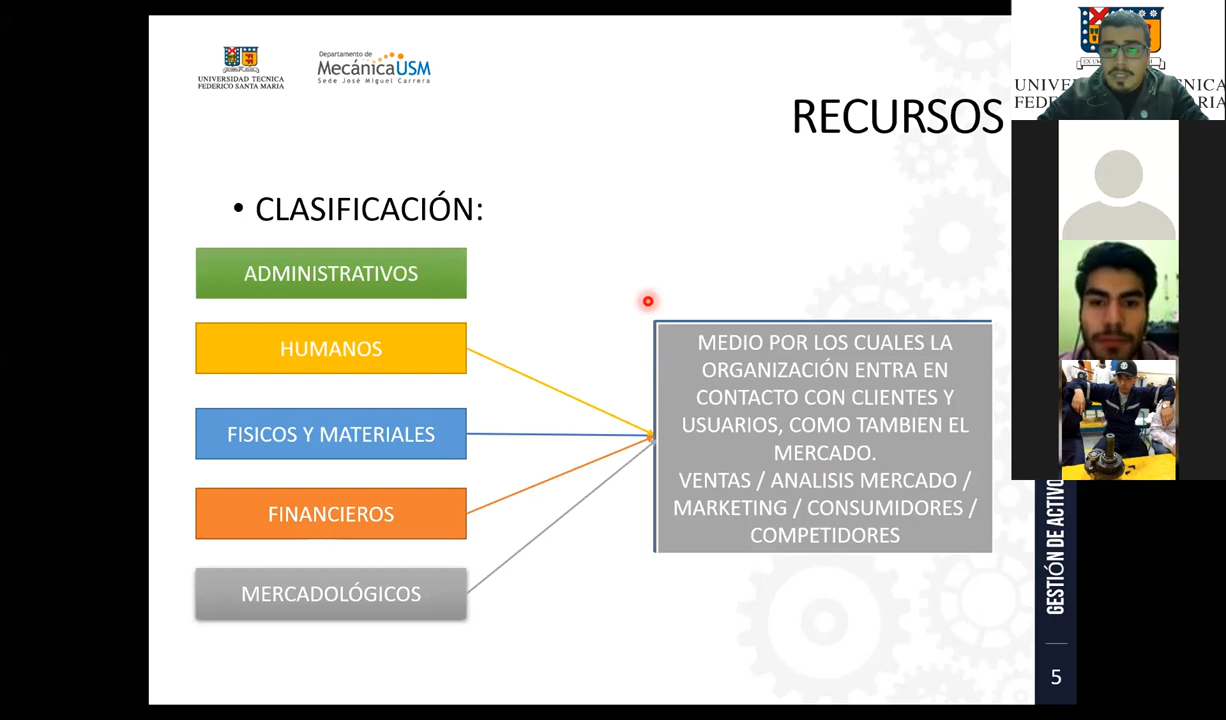 UNIVERSIDAD TECNICA
FEDERICO SANTA MARIA
Departamento de
MecánicaUSM
Sede José Miguel Carrera
RECURSOS
• CLASIFICACIÓN:
ADMINISTRATIVOS
HUMANOS
FISICOS Y MATERIALES
FINANCIEROS
MERCADOLÓGICOS
MEDIO POR LOS CUALES LA
ORGANIZACIÓN ENTRA EN
CONTACTO CON CLIENTES Y
USUARIOS, COMO TAMBIEN EL
MERCADO.
VENTAS / ANALISIS MERCADO /
MARKETING / CONSUMIDORES /
COMPETIDORES
GESTIÓN DE ACTIVO
5